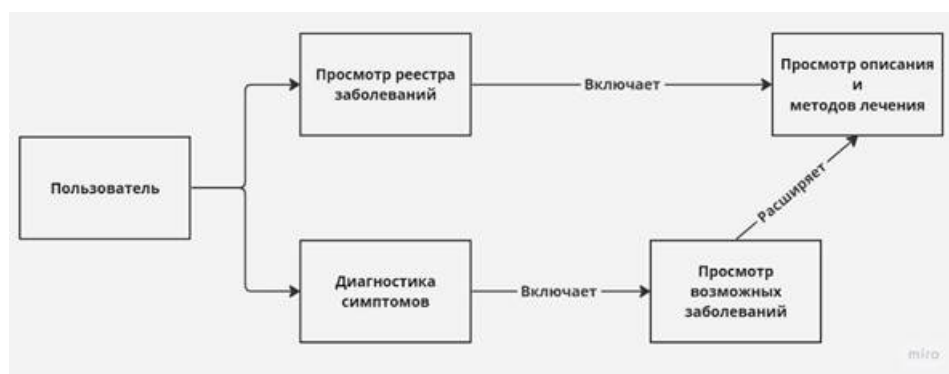 Просмотр реестра
заболеваний
Включает
Просмотр описания
и
методов лечения
Пользователь
Расширяет
Диагностика
симптомов
Включает
Просмотр
возможных
заболеваний
miro